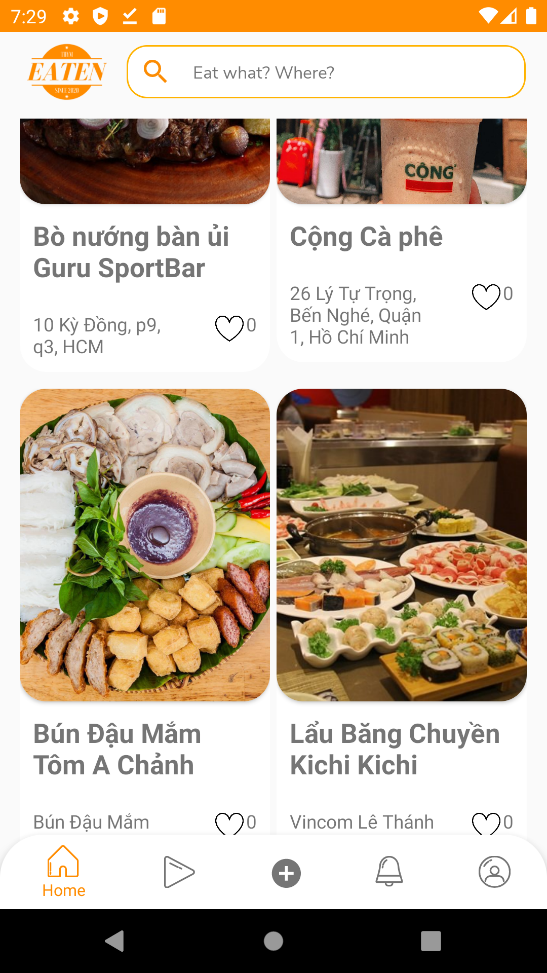 7:29
EATEN
SINCE 2020
Eat what? Where?
CỘNG
Bò nướng bàn ủi
Guru SportBar
10 Kỳ Đồng, p9,
q3, HCM
0
Cộng Cà phê
26 Lý Tự Trọng,
Bến Nghé, Quận
1, Hồ Chí Minh
0
Bún Đậu Mắm
Tôm A Chảnh
Bún Đậu Mắm
0
Lẩu Băng Chuyền
Kichi Kichi
Vincom Lê Thánh
0
Home